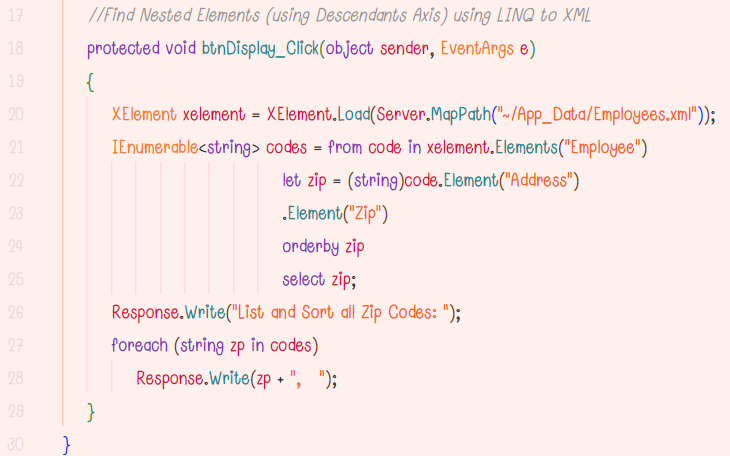 17 //Find Nested Elements (using Descendants Axis) using LINQ to XML
18 protected void btnDisplay_Click(object sender, EventArgs e)
19 {
20 XElement xelement = XElement.Load(Server.MapPath("~/App_Data/Employees.xml"));
21 IEnumerable<string> codes = from code in xelement.Elements("Employee")
22 let zip = (string)code.Element("Address")
23 .Element("Zip")
24 orderby zip
25 select zip;
26 Response.Write("List and Sort all Zip Codes: ");
27 foreach (string zp in codes)
28 Response.Write(zp + ",  ");
29 }
30 }